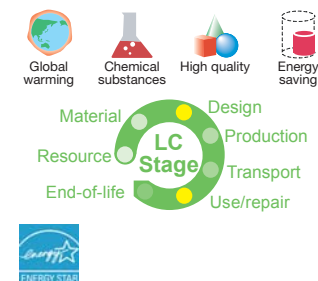 Global
warming
Chemical
substances
High quality
Energy
saving
Material
Resource
End-of-life
LC
Stage
Design
Production
Transport
Use/repair
energy
ENERGY STAR